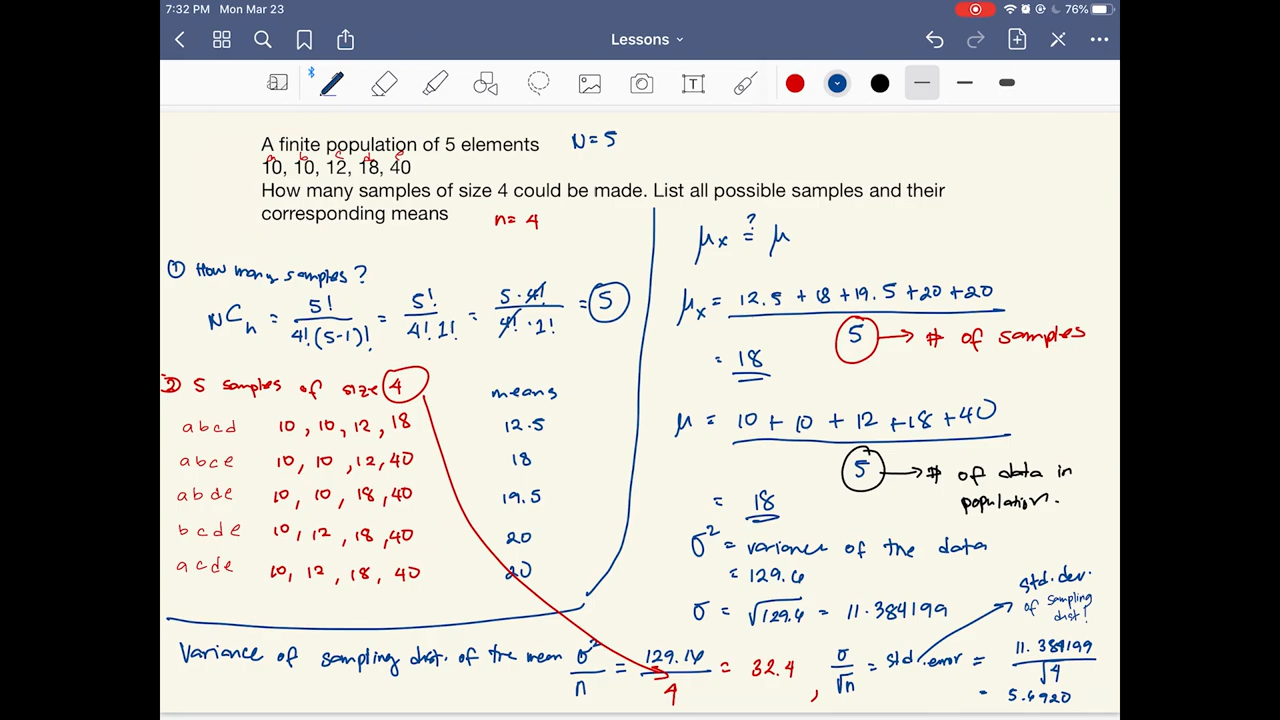 7:32 PM Mon Mar 23
76%
Lessons
A finite population of 5 elements N=5
a b c d e
10, 10, 12, 18, 40
How many samples of size 4 could be made. List all possible samples and their
corresponding means
n= 4
① How many samples?
NCn = 5! / 4!(5-1)! = 5! / 4! 1! = 5·4! / 4!·1! = 5
② 5 samples of size 4 means
abcd 10, 10, 12, 18 12.5
abce 10, 10, 12, 40 18
abde 10, 10, 18, 40 19.5
bcde 10, 12, 18, 40 20
acde 10, 12, 18, 40 20
μx ?= μ
μx = 12.5 + 18 + 19.5 + 20 + 20
5 → # of samples
= 18
μ = 10 + 10 + 12 + 18 + 40
5 → # of data in
population.
= 18
σ² = variance of the data
= 129.6
σ = √129.6 = 11.384199
std. dev.
of sampling
dist!
Variance of sampling dist. of the mean σ²/n = 129.16/4 = 32.4, σ/√n = std. error = 11.384199/√4
= 5.6920